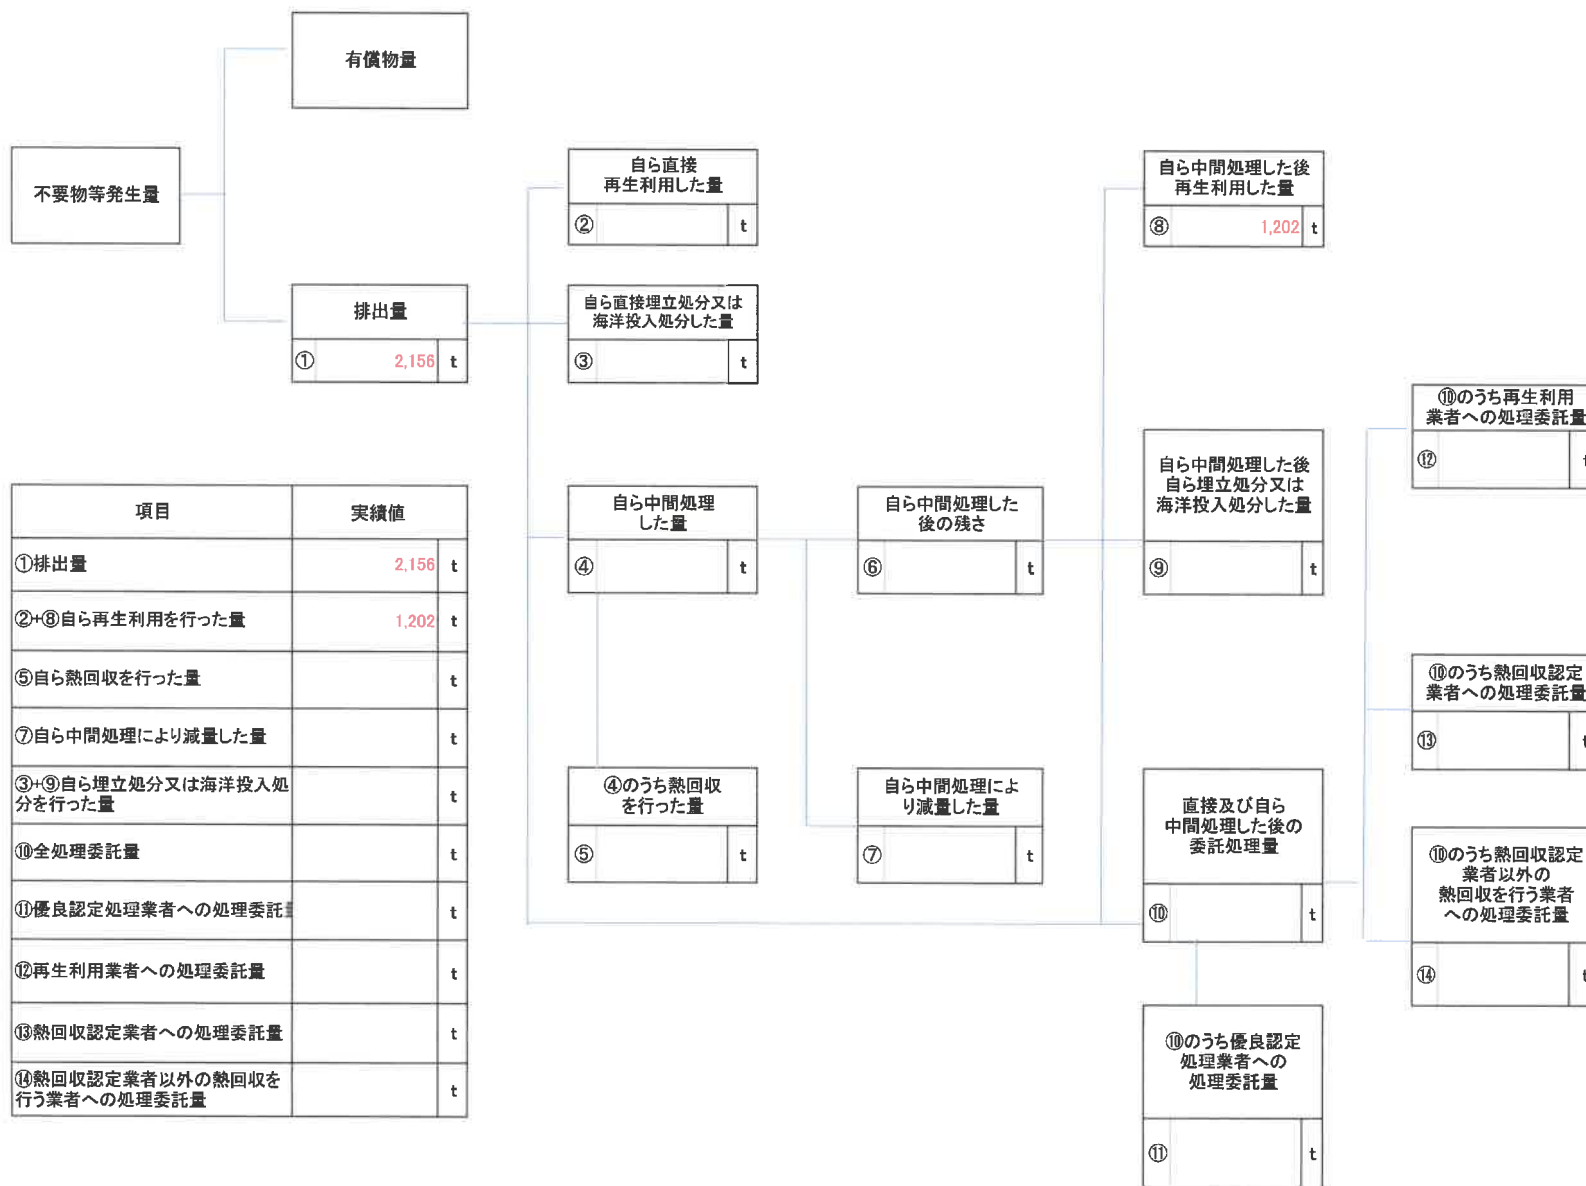 有償物量
不要物等発生量
排出量
① 2,156 t
自ら直接
再生利用した量
② t
自ら直接埋立処分又は
海洋投入処分した量
③ t
自ら中間処理
した量
④ t
④のうち熱回収
を行った量
⑤ t
自ら中間処理した
後の残さ
⑥ t
自ら中間処理によ
り減量した量
⑦ t
自ら中間処理した後
再生利用した量
⑧ 1,202 t
自ら中間処理した後
自ら埋立処分又は
海洋投入処分した量
⑨ t
直接及び自ら
中間処理した後の
委託処理量
⑩ t
⑩のうち優良認定
処理業者への
処理委託量
⑪ t
⑩のうち再生利用
業者への処理委託量
⑫ t
⑩のうち熱回収認定
業者への処理委託量
⑬ t
⑩のうち熱回収認定
業者以外の
熱回収を行う業者
への処理委託量
⑭ t
項目 実績値
①排出量 2,156 t
②+⑧自ら再生利用を行った量 1,202 t
⑤自ら熱回収を行った量 t
⑦自ら中間処理により減量した量 t
③+⑨自ら埋立処分又は海洋投入処
分を行った量 t
⑩全処理委託量 t
⑪優良認定処理業者への処理委託量 t
⑫再生利用業者への処理委託量 t
⑬熱回収認定業者への処理委託量 t
⑭熱回収認定業者以外の熱回収を
行う業者への処理委託量 t